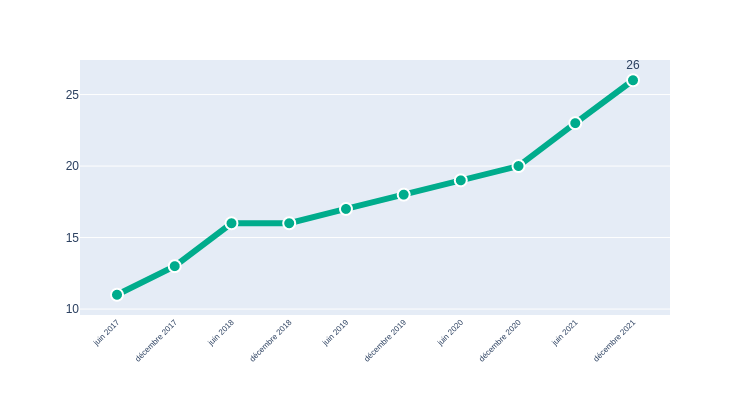 26
25
20
15
10
juin 2017
décembre 2017
juin 2018
décembre 2018
juin 2019
décembre 2019
juin 2020
décembre 2020
juin 2021
décembre 2021